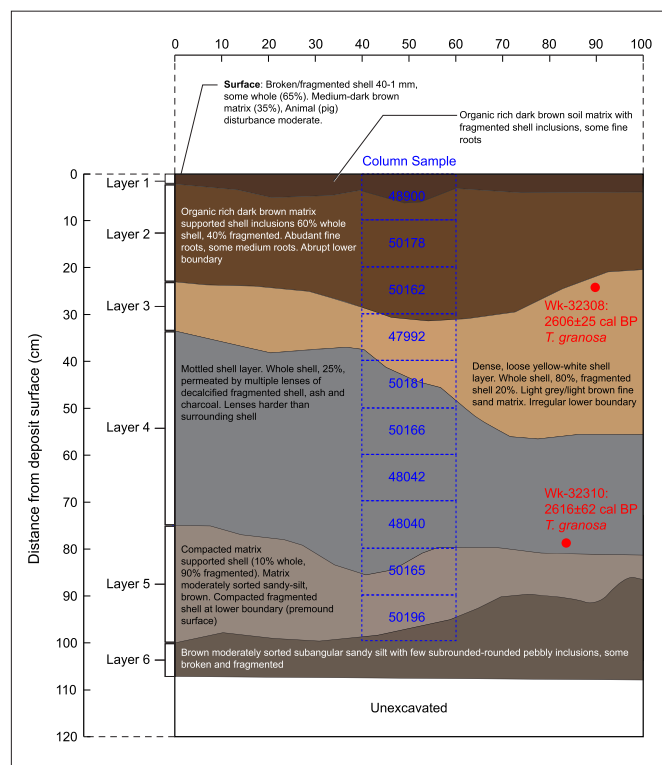 0 10 20 30 40 50 60 70 80 90 100
Surface: Broken/fragmented shell 40-1 mm,
some whole (65%). Medium-dark brown
matrix (35%), Animal (pig)
disturbance moderate.
Organic rich dark brown soil matrix with
fragmented shell inclusions, some fine
roots
Column Sample
Distance from deposit surface (cm)
0
10
20
30
40
50
60
70
80
90
100
110
120
Layer 1
Layer 2
Layer 3
Layer 4
Layer 5
Layer 6
48900
50178
50162
47992
50181
50166
48042
48040
50165
50196
Organic rich dark brown matrix
supported shell inclusions 60% whole
shell, 40% fragmented. Abudant fine
roots, some medium roots. Abrupt lower
boundary
Wk-32308:
2606±25 cal BP
T. granosa
Dense, loose yellow-white shell
layer. Whole shell, 80%, fragmented
shell 20%. Light grey/light brown fine
sand matrix. Irregular lower boundary
Mottled shell layer. Whole shell, 25%,
permeated by multiple lenses of
decalcified fragmented shell, ash and
charcoal. Lenses harder than
surrounding shell
Wk-32310:
2616±62 cal BP
T. granosa
Compacted matrix
supported shell (10% whole,
90% fragmented). Matrix
moderately sorted sandy-silt,
brown. Compacted fragmented
shell at lower boundary (premound
surface)
Brown moderately sorted subangular sandy silt with few subrounded-rounded pebbly inclusions, some
broken and fragmented
Unexcavated